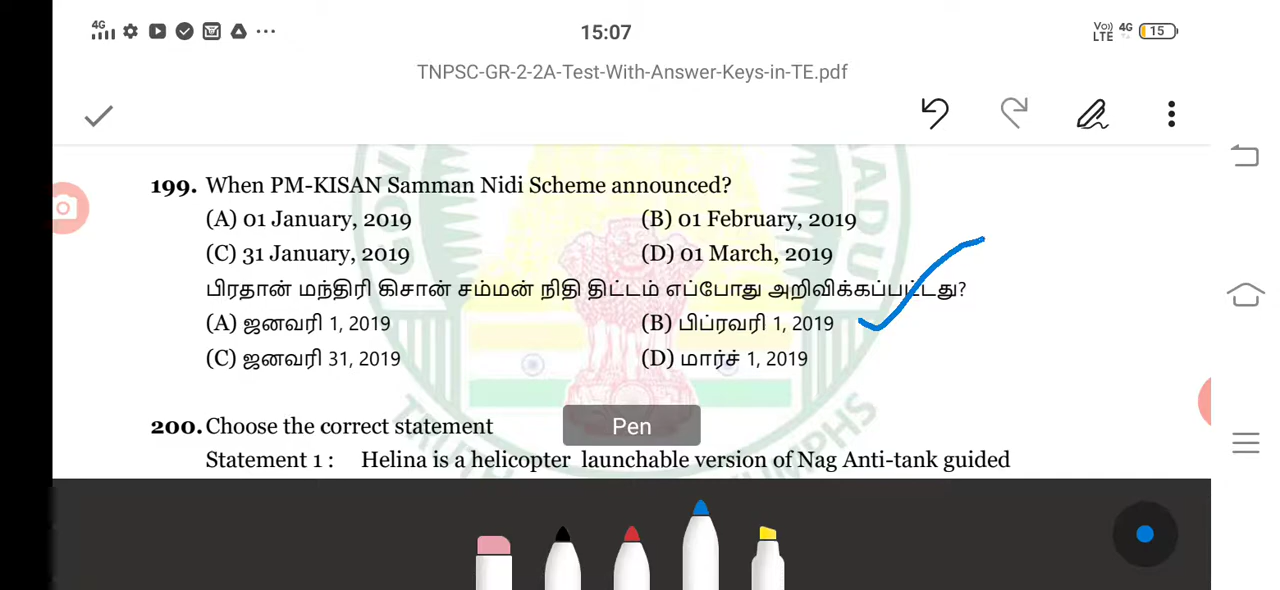 4G
15:07
Vo)) LTE 4G 15
TNPSC-GR-2-2A-Test-With-Answer-Keys-in-TE.pdf
199. When PM-KISAN Samman Nidi Scheme announced?
(A) 01 January, 2019 (B) 01 February, 2019
(C) 31 January, 2019 (D) 01 March, 2019
பிரதான் மந்திரி கிசான் சம்மன் நிதி திட்டம் எப்போது அறிவிக்கப்பட்டது?
(A) ஜனவரி 1, 2019 (B) பிப்ரவரி 1, 2019
(C) ஜனவரி 31, 2019 (D) மார்ச் 1, 2019
200. Choose the correct statement
Pen
Statement 1 : Helina is a helicopter launchable version of Nag Anti-tank guided